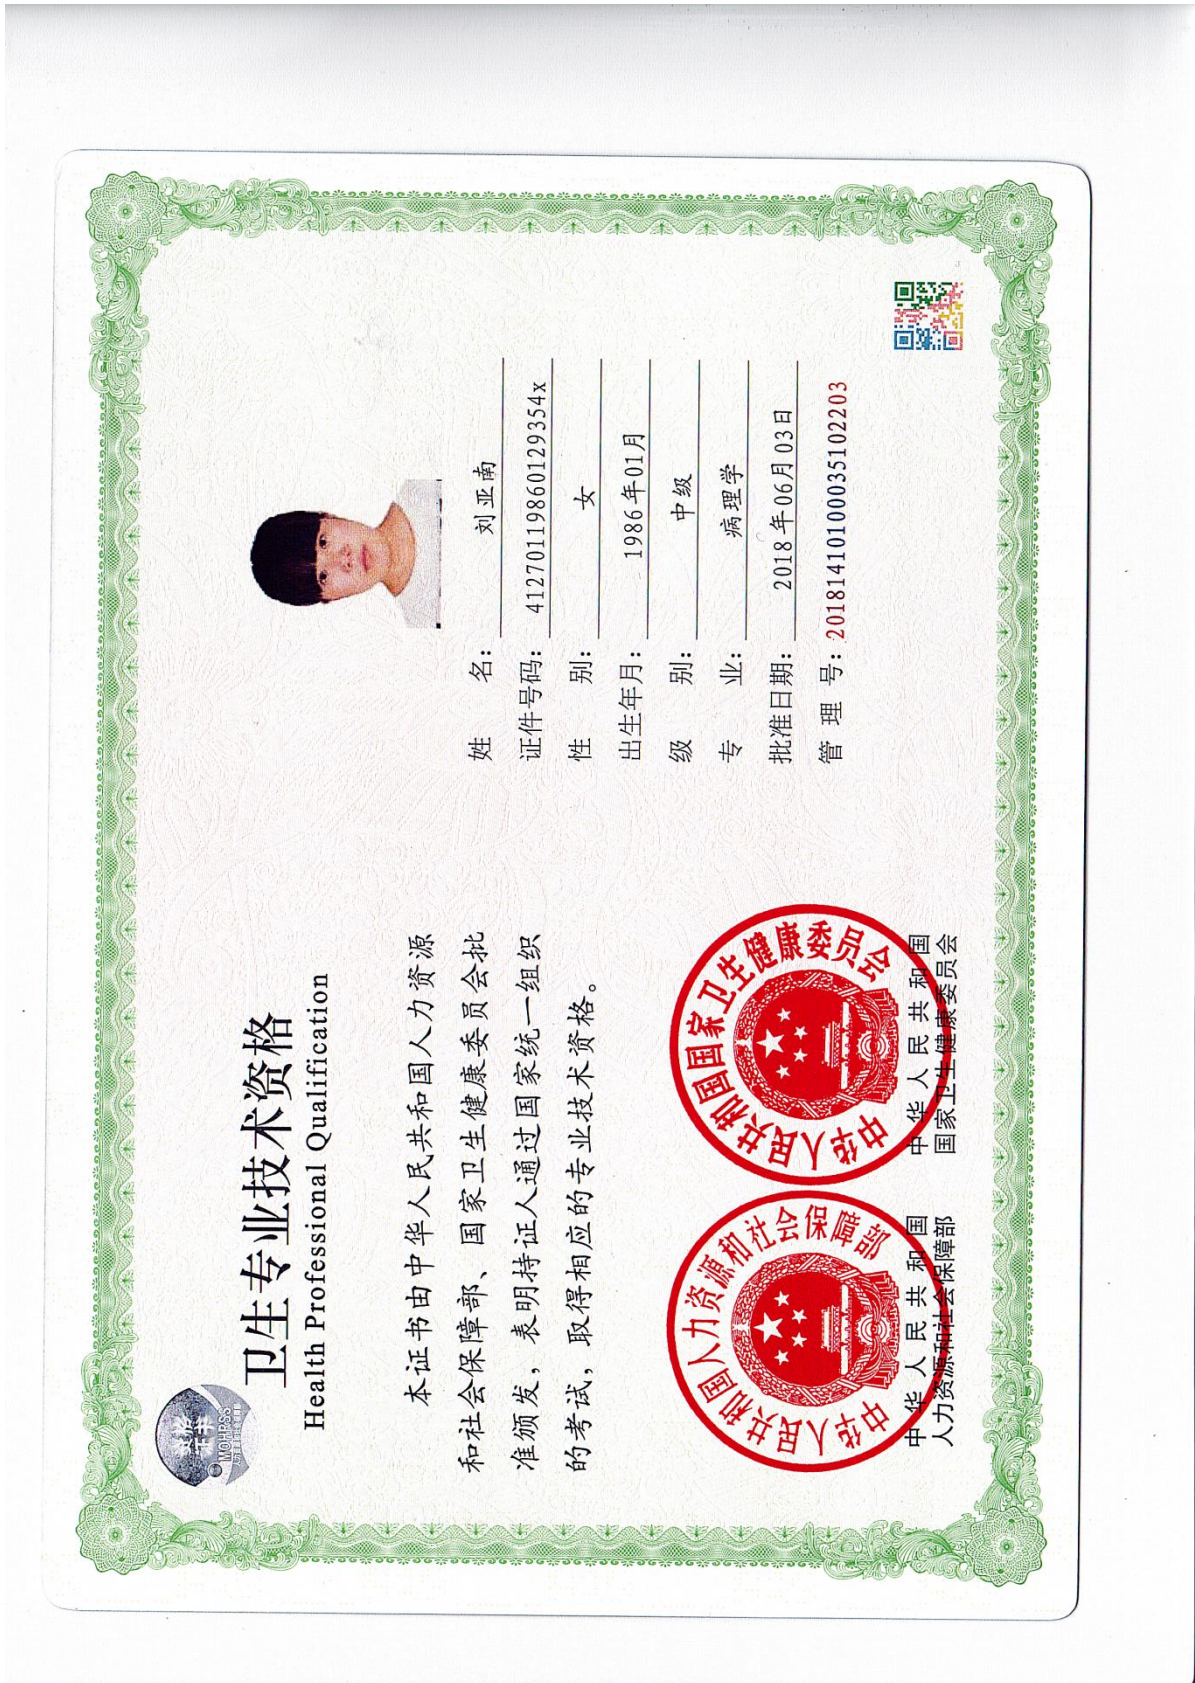 卫生专业技术资格
Health Professional Qualification
本证书由中华人民共和国人力资源
和社会保障部、国家卫生健康委员会批
准颁发，表明持证人通过国家统一组织
的考试，取得相应的专业技术资格。
中华人民共和国人力资源和社会保障部
中华人民共和国国家卫生健康委员会
中华人民共和国
人力资源和社会保障部
中华人民共和国
国家卫生健康委员会
姓名：刘亚南
证件号码：41270119860129354x
性别：女
出生年月：1986年01月
级别：中级
专业：病理学
批准日期：2018年06月03日
管理号：20181410100035102203
MOHRSS